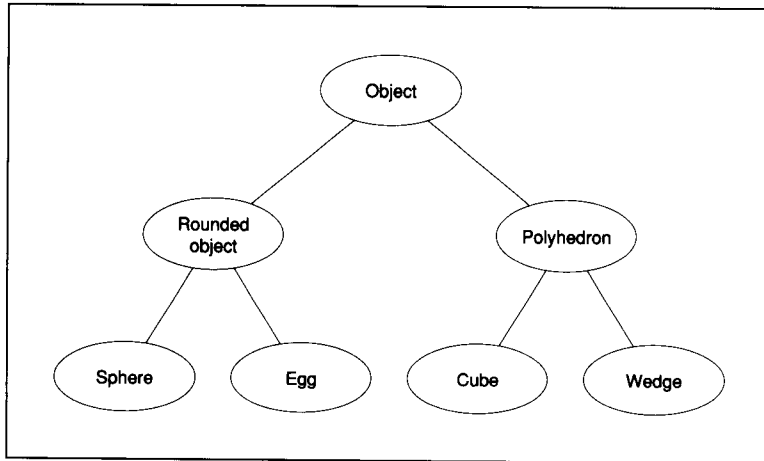 Object
Rounded
object
Polyhedron
Sphere
Egg
Cube
Wedge